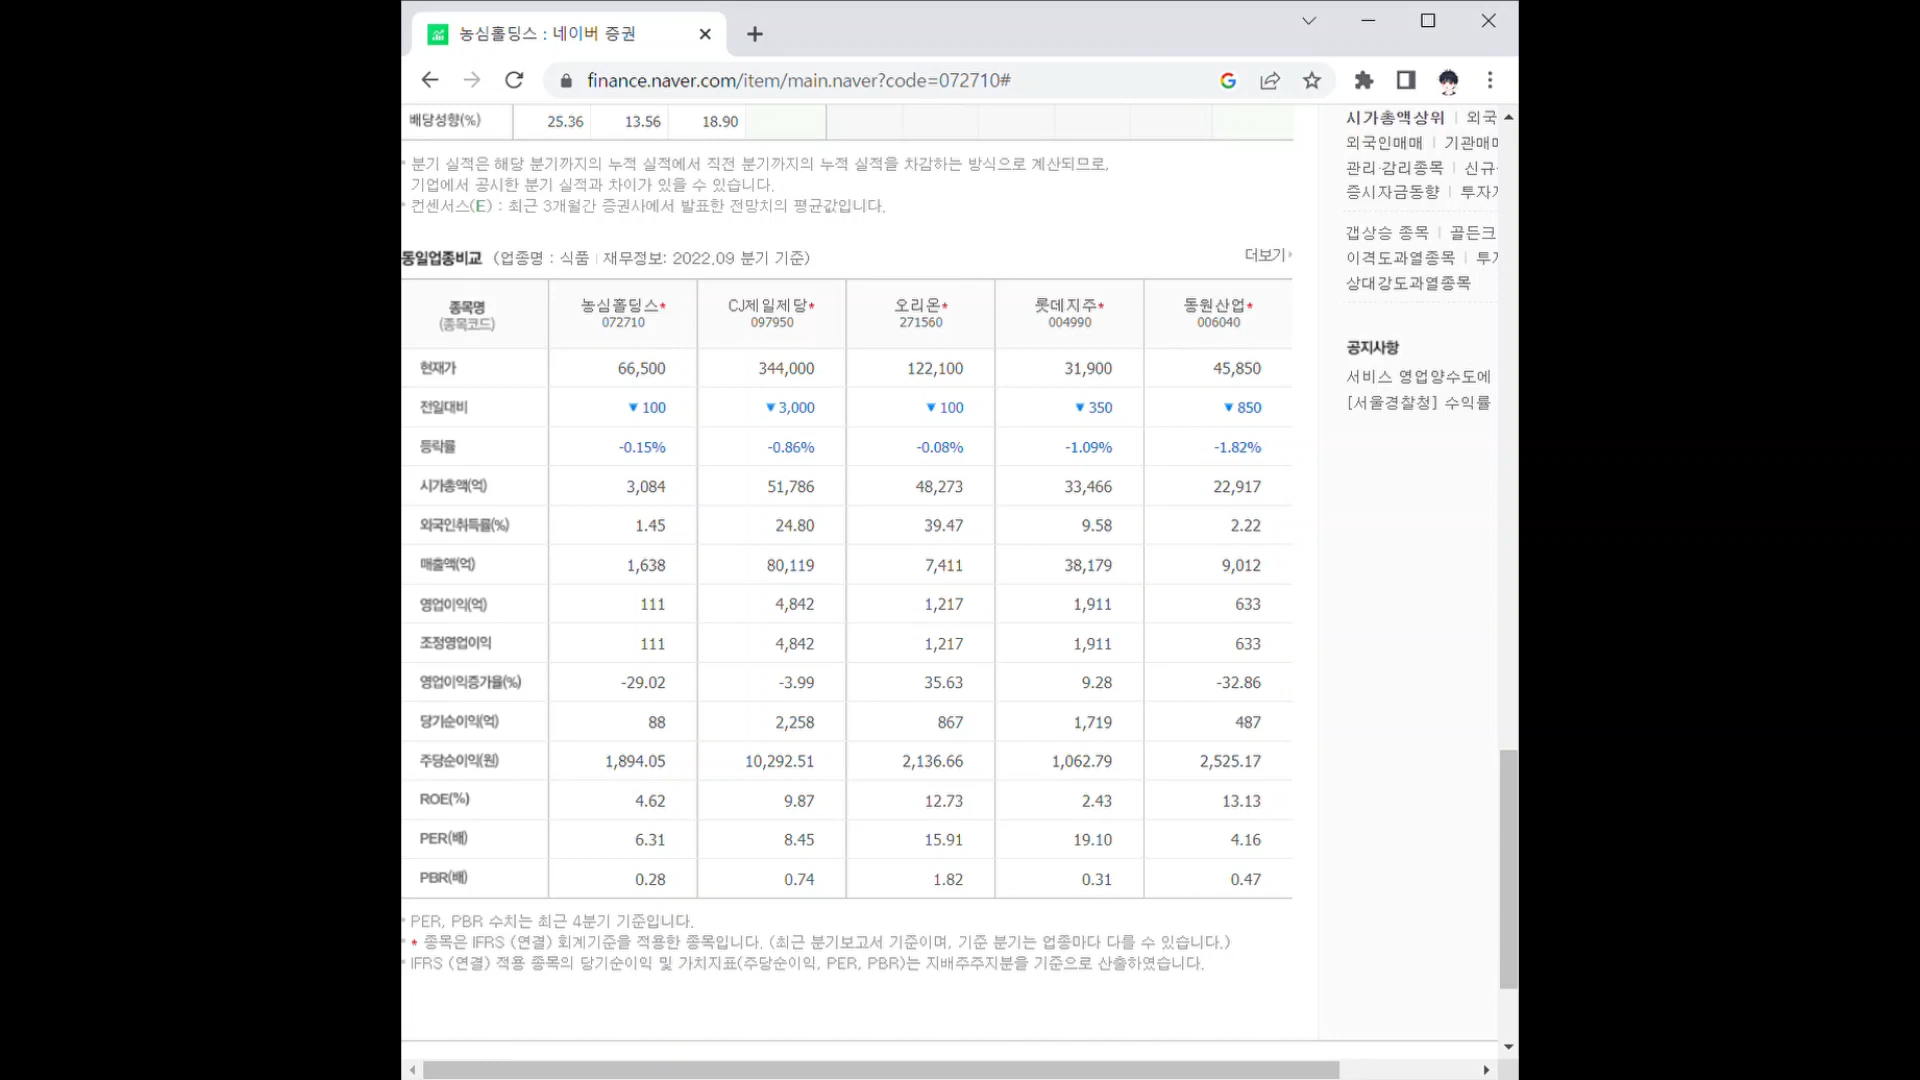 농심홀딩스 : 네이버 증권
finance.naver.com/item/main.naver?code=072710#
배당성향(%) 25.36 13.56 18.90
* 분기 실적은 해당 분기까지의 누적 실적에서 직전 분기까지의 누적 실적을 차감하는 방식으로 계산되므로,
기업에서 공시한 분기 실적과 차이가 있을 수 있습니다.
* 컨센서스(E) : 최근 3개월간 증권사에서 발표한 전망치의 평균값입니다.
동일업종비교 (업종명 : 식품 | 재무정보: 2022.09 분기 기준) 더보기
종목명 농심홀딩스* CJ제일제당* 오리온* 롯데지주* 동원산업*
(종목코드) 072710 097950 271560 004990 006040
현재가 66,500 344,000 122,100 31,900 45,850
전일대비 ▼100 ▼3,000 ▼100 ▼350 ▼850
등락률 -0.15% -0.86% -0.08% -1.09% -1.82%
시가총액(억) 3,084 51,786 48,273 33,466 22,917
외국인취득률(%) 1.45 24.80 39.47 9.58 2.22
매출액(억) 1,638 80,119 7,411 38,179 9,012
영업이익(억) 111 4,842 1,217 1,911 633
조정영업이익 111 4,842 1,217 1,911 633
영업이익증가율(%) -29.02 -3.99 35.63 9.28 -32.86
당기순이익(억) 88 2,258 867 1,719 487
주당순이익(원) 1,894.05 10,292.51 2,136.66 1,062.79 2,525.17
ROE(%) 4.62 9.87 12.73 2.43 13.13
PER(배) 6.31 8.45 15.91 19.10 4.16
PBR(배) 0.28 0.74 1.82 0.31 0.47
* PER, PBR 수치는 최근 4분기 기준입니다.
* * 종목은 IFRS (연결) 회계기준을 적용한 종목입니다. (최근 분기보고서 기준이며, 기준 분기는 업종마다 다를 수 있습니다.)
* IFRS (연결) 적용 종목의 당기순이익 및 가치지표(주당순이익, PER, PBR)는 지배주주지분을 기준으로 산출하였습니다.
시가총액상위 | 외국
외국인매매 | 기관매
관리·감리종목 | 신규
증시자금동향 | 투자
갭상승 종목 | 골든크
이격도과열종목 | 투
상대강도과열종목
공지사항
서비스 영업양수도에
[서울경찰청] 수익률